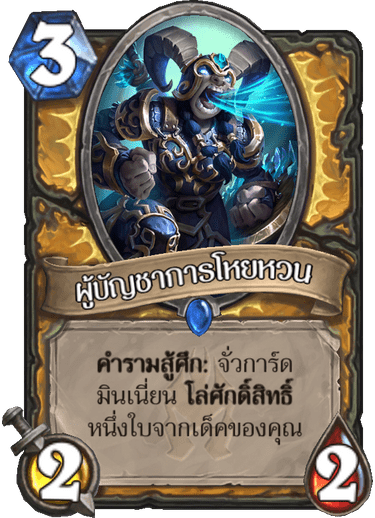 3
ผู้บัญชาการโหยหวน
คำรามสู้ศึก: จั่วการ์ด
มินเนี่ยน โล่ศักดิ์สิทธิ์
หนึ่งใบจากเด็คของคุณ
2
2